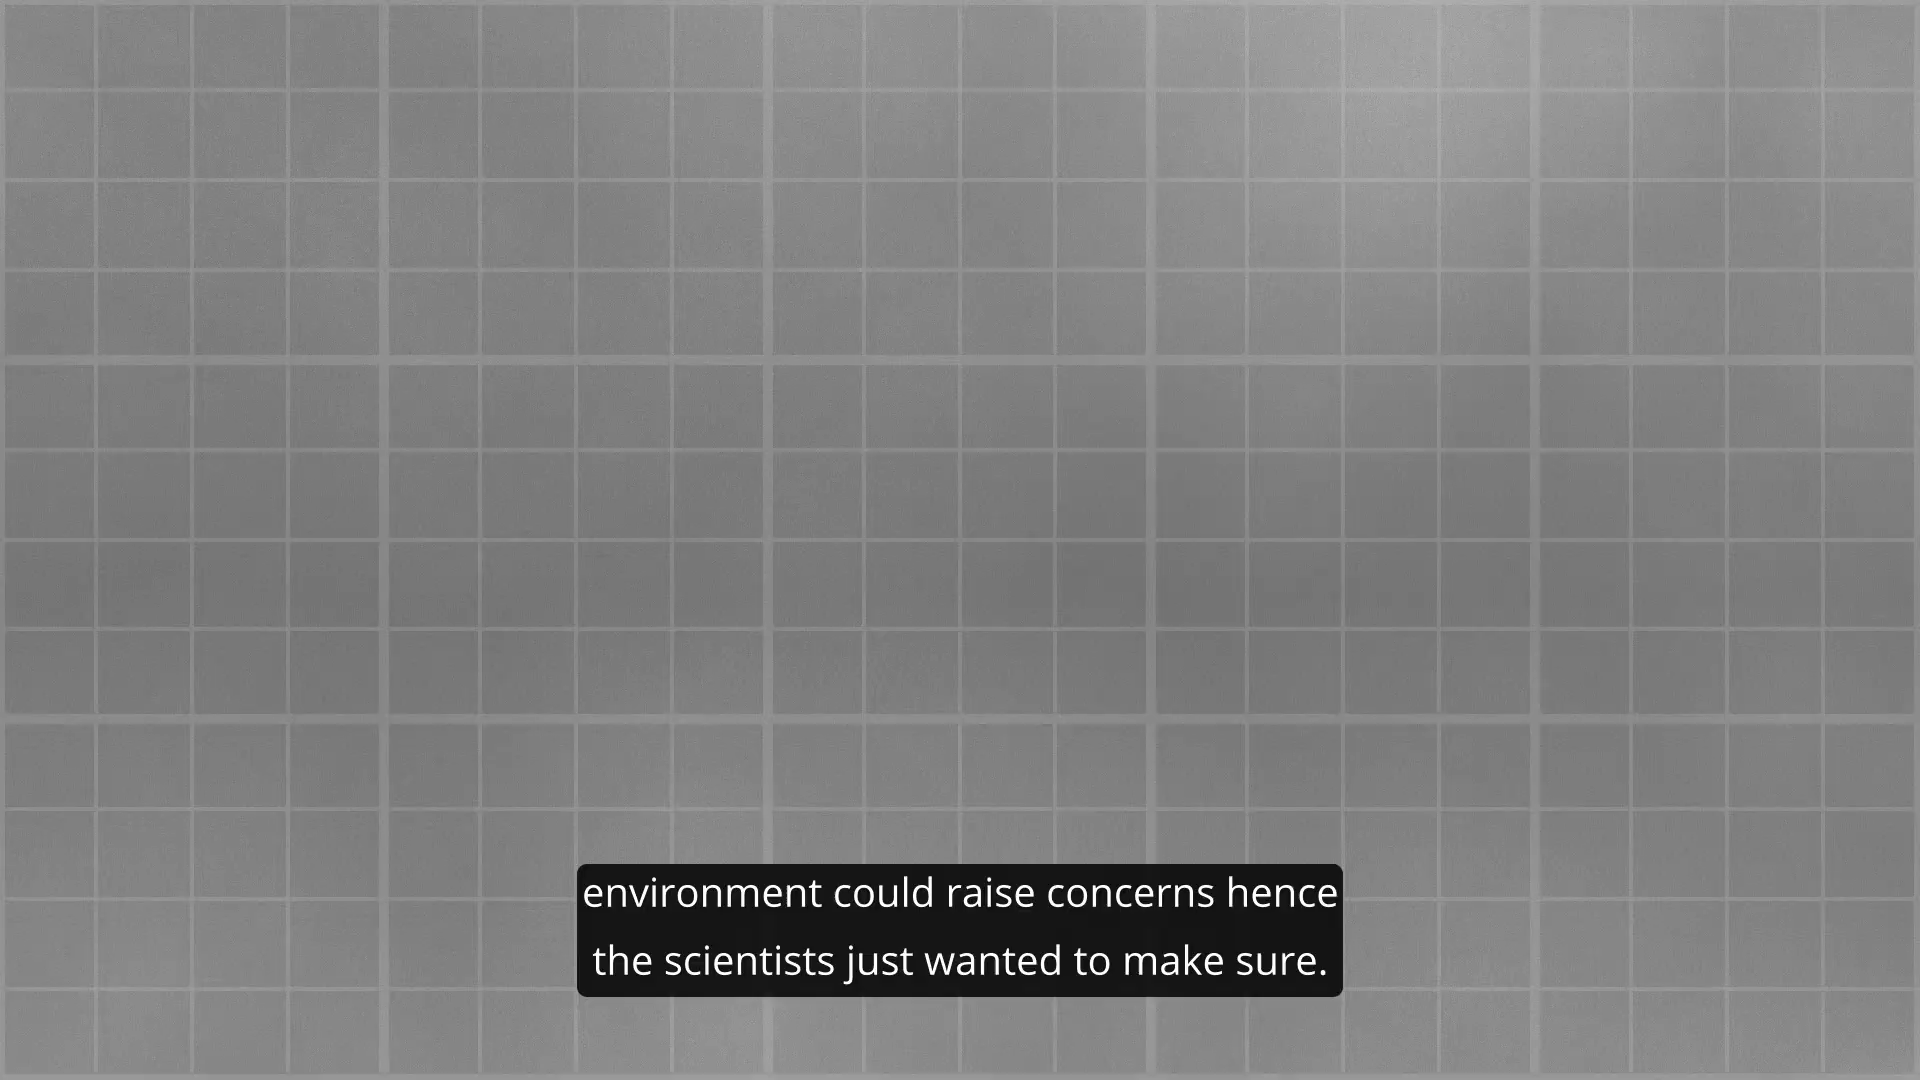 environment could raise concerns hence
the scientists just wanted to make sure.